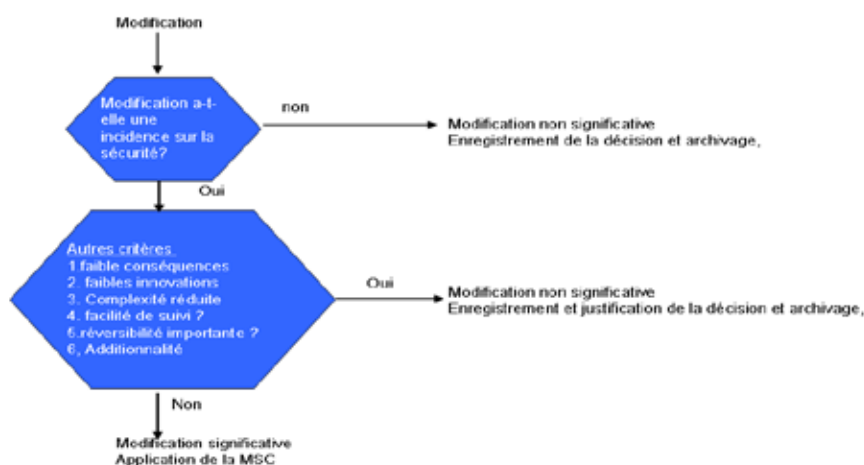 Modification
Modification a-t-
elle une
incidence sur la
sécurité?
non
Modification non significative
Enregistrement de la décision et archivage,
Oui
Autres critères
1 faible conséquences
2. faibles innovations
3. Complexité réduite
4. facilité de suivi ?
5.réversibilité importante ?
6, Additionnalité
Oui
Modification non significative
Enregistrement et justification de la décision et archivage,
Non
Modification significative
Application de la MSC